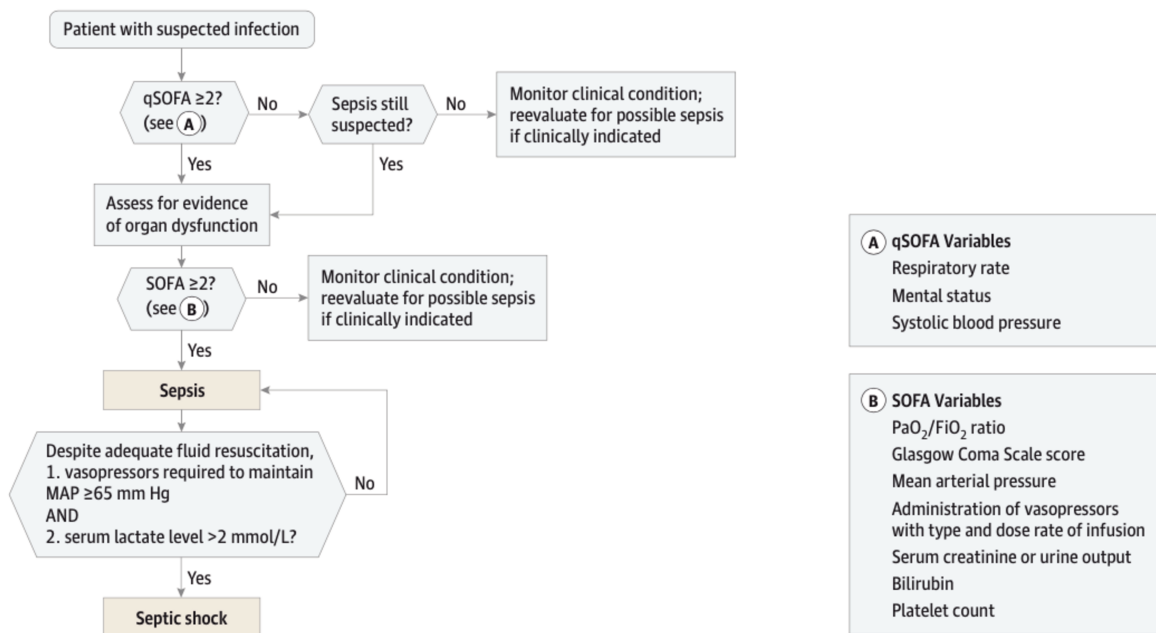 Patient with suspected infection
qSOFA ≥2?
(see A)
No
Sepsis still
suspected?
No
Monitor clinical condition;
reevaluate for possible sepsis
if clinically indicated
Yes
Yes
Assess for evidence
of organ dysfunction
SOFA ≥2?
(see B)
No
Monitor clinical condition;
reevaluate for possible sepsis
if clinically indicated
Yes
Sepsis
Despite adequate fluid resuscitation,
1. vasopressors required to maintain
MAP ≥65 mm Hg
AND
2. serum lactate level >2 mmol/L?
No
Yes
Septic shock
A qSOFA Variables
Respiratory rate
Mental status
Systolic blood pressure
B SOFA Variables
PaO₂/FiO₂ ratio
Glasgow Coma Scale score
Mean arterial pressure
Administration of vasopressors
with type and dose rate of infusion
Serum creatinine or urine output
Bilirubin
Platelet count